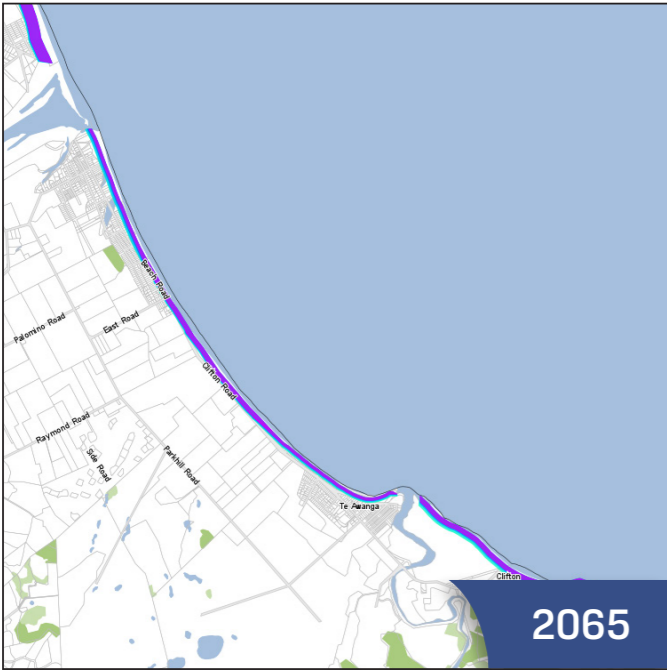 Beach Road
Palomino Road
East Road
Clifton Road
Raymond Road
Side Road
Parkhill Road
Te Awanga
Clifton
2065